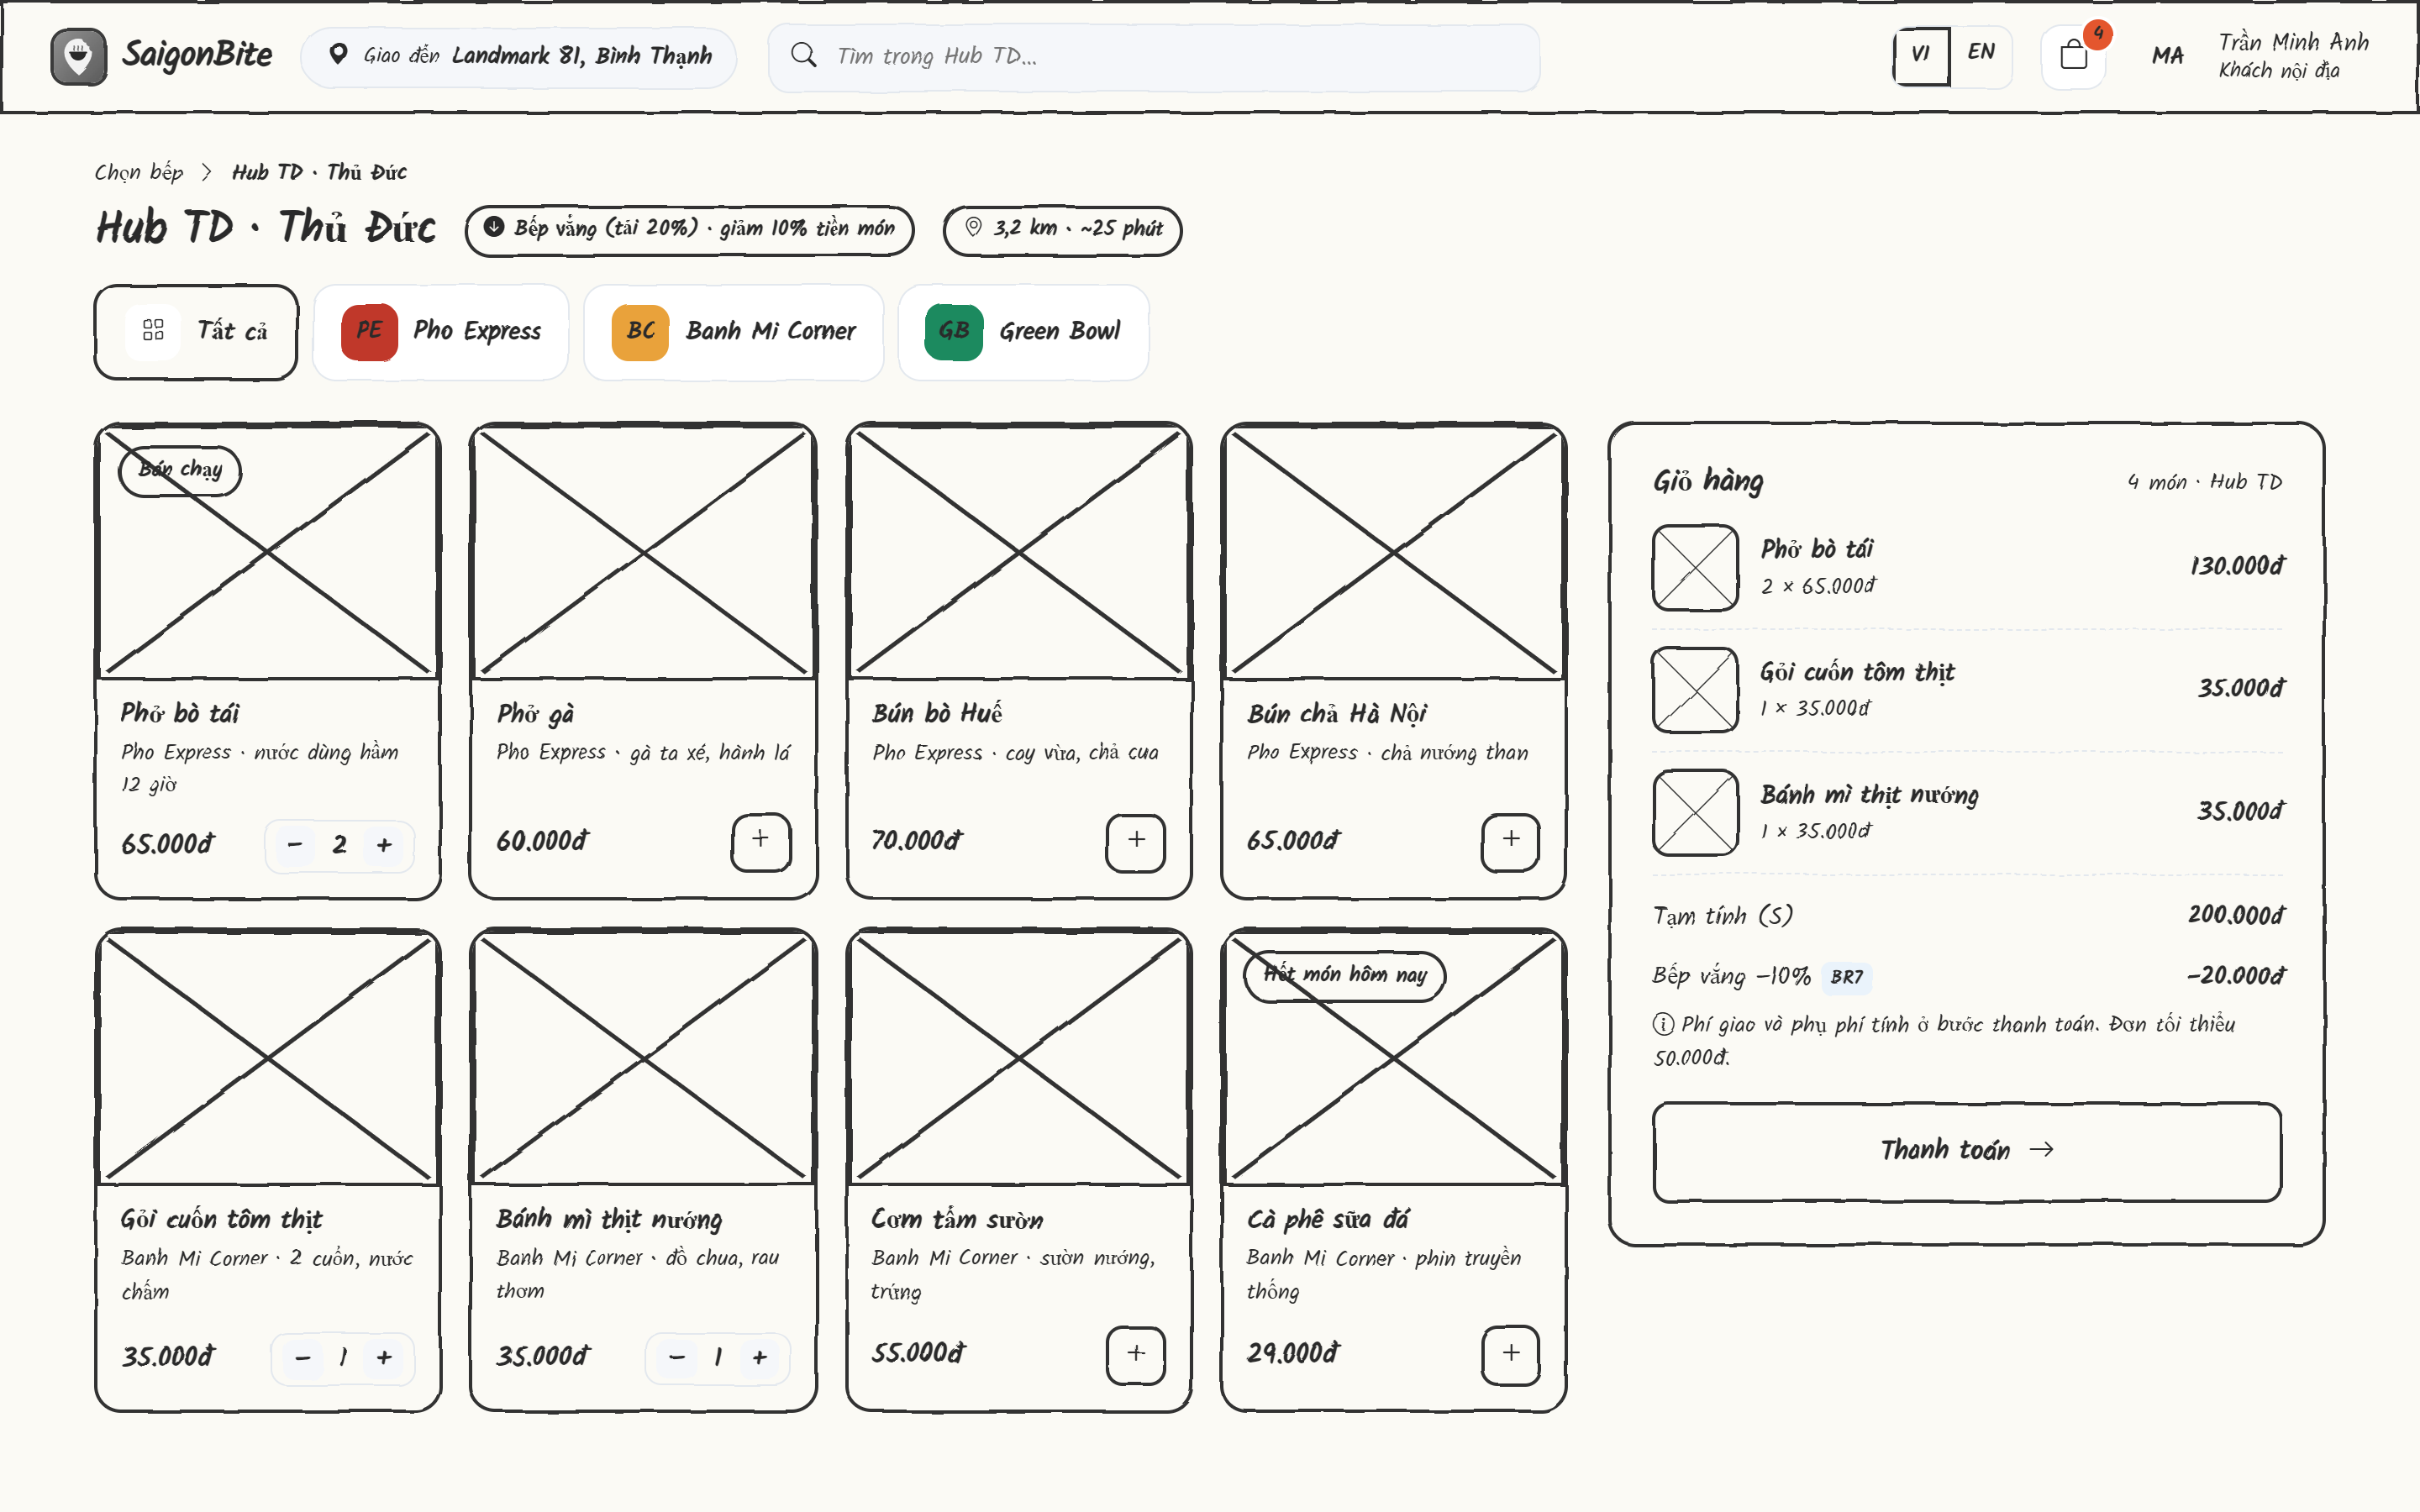 SaigonBite
Giao đến Landmark 81, Bình Thạnh
Tìm trong Hub TD...
VI
EN
4
MA
Trần Minh Anh
Khách nội địa
Chọn bếp
Hub TD · Thủ Đức
Hub TD · Thủ Đức
Bếp vắng (tải 20%) · giảm 10% tiền món
3,2 km · ~25 phút
Tất cả
PE
Pho Express
BC
Banh Mi Corner
GB
Green Bowl
Bán chạy
Phở bò tái
Pho Express · nước dùng hầm
12 giờ
65.000đ
− 2 +
Phở gà
Pho Express · gà ta xé, hành lá
60.000đ
+
Bún bò Huế
Pho Express · cay vừa, chả cua
70.000đ
+
Bún chả Hà Nội
Pho Express · chả nướng than
65.000đ
+
Gỏi cuốn tôm thịt
Banh Mi Corner · 2 cuốn, nước
chấm
35.000đ
− 1 +
Bánh mì thịt nướng
Banh Mi Corner · đồ chua, rau
thơm
35.000đ
− 1 +
Cơm tấm sườn
Banh Mi Corner · sườn nướng,
trứng
55.000đ
+
Hết món hôm nay
Cà phê sữa đá
Banh Mi Corner · phin truyền
thống
29.000đ
+
Giỏ hàng
4 món · Hub TD
Phở bò tái
2 × 65.000đ
130.000đ
Gỏi cuốn tôm thịt
1 × 35.000đ
35.000đ
Bánh mì thịt nướng
1 × 35.000đ
35.000đ
Tạm tính (S)
200.000đ
Bếp vắng −10% BR7
−20.000đ
Phí giao và phụ phí tính ở bước thanh toán. Đơn tối thiểu
50.000đ.
Thanh toán →